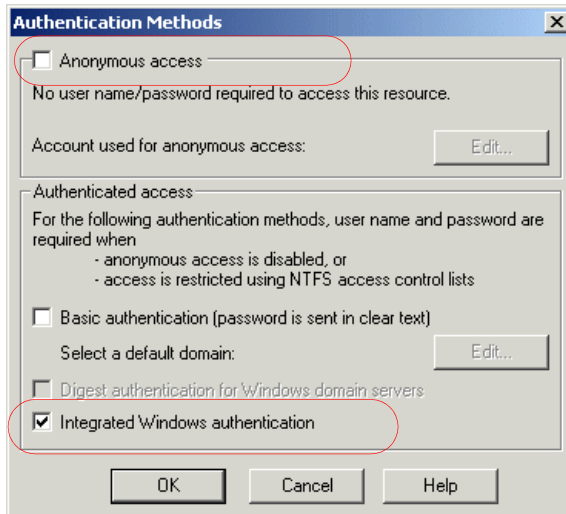 Authentication Methods
Anonymous access
No user name/password required to access this resource.
Account used for anonymous access:
Edit...
Authenticated access
For the following authentication methods, user name and password are
required when
- anonymous access is disabled, or
- access is restricted using NTFS access control lists
Basic authentication (password is sent in clear text)
Select a default domain:
Edit...
Digest authentication for Windows domain servers
Integrated Windows authentication
OK
Cancel
Help